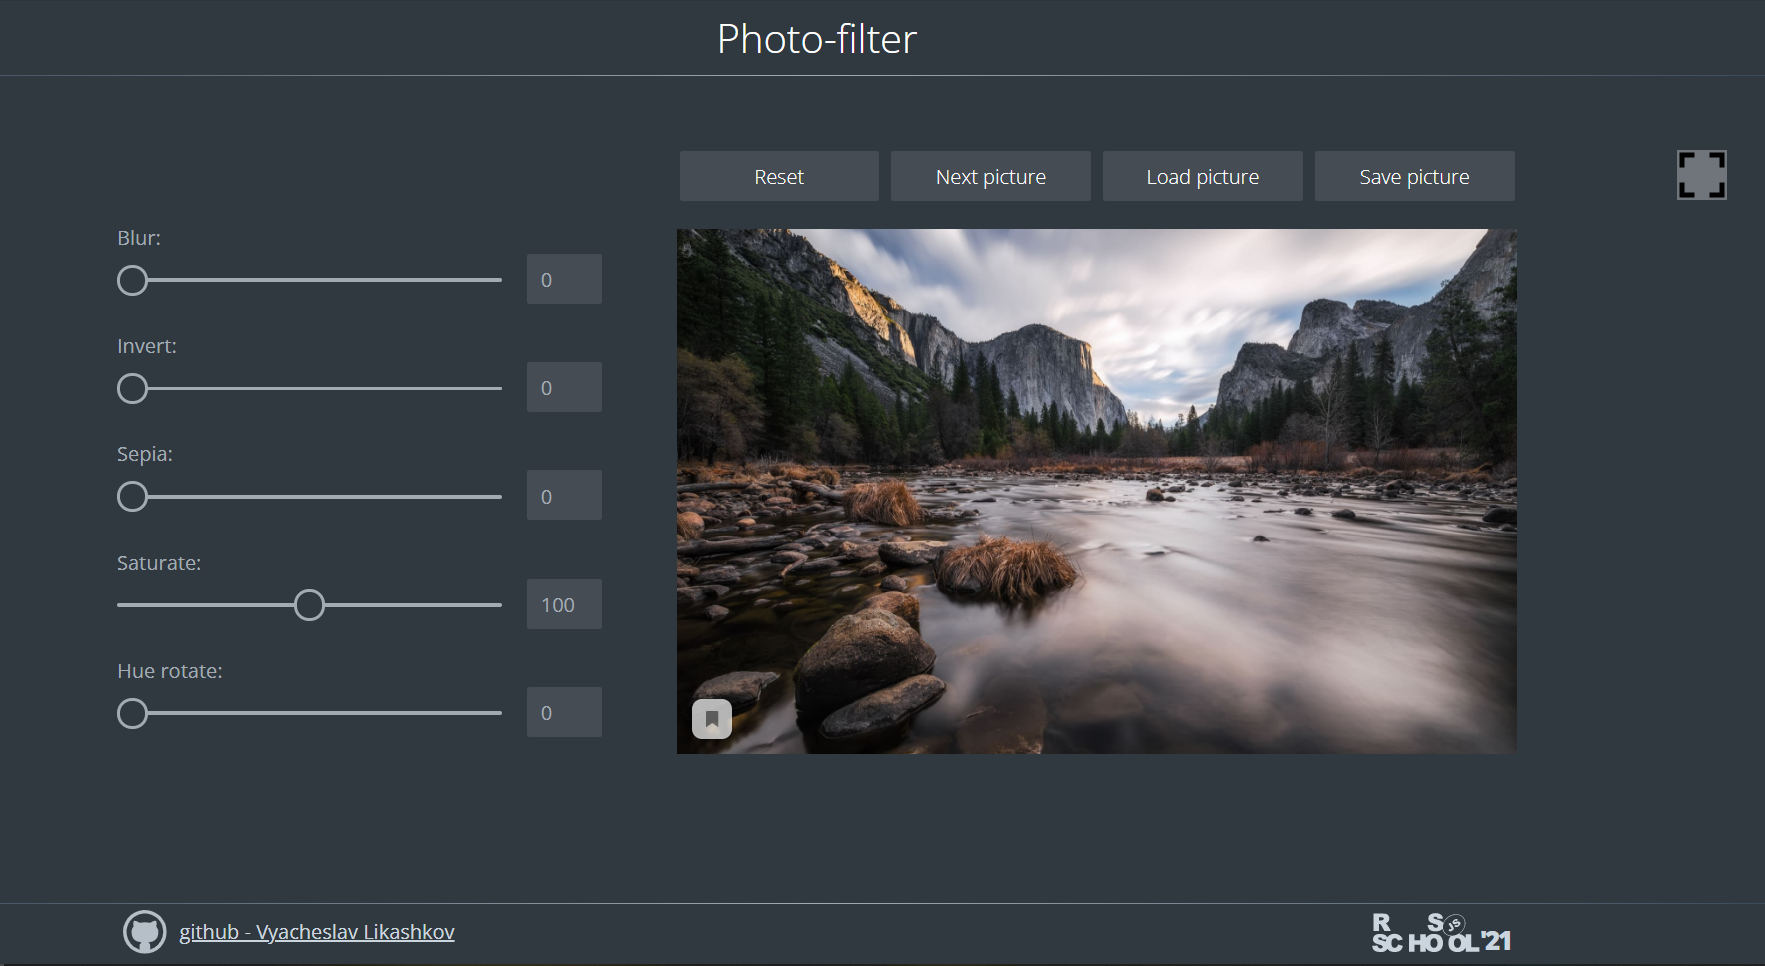 Photo-filter
Reset
Next picture
Load picture
Save picture
Blur:
0
Invert:
0
Sepia:
0
Saturate:
100
Hue rotate:
0
github - Vyacheslav Likashkov
R S JS
SCHOOL'21